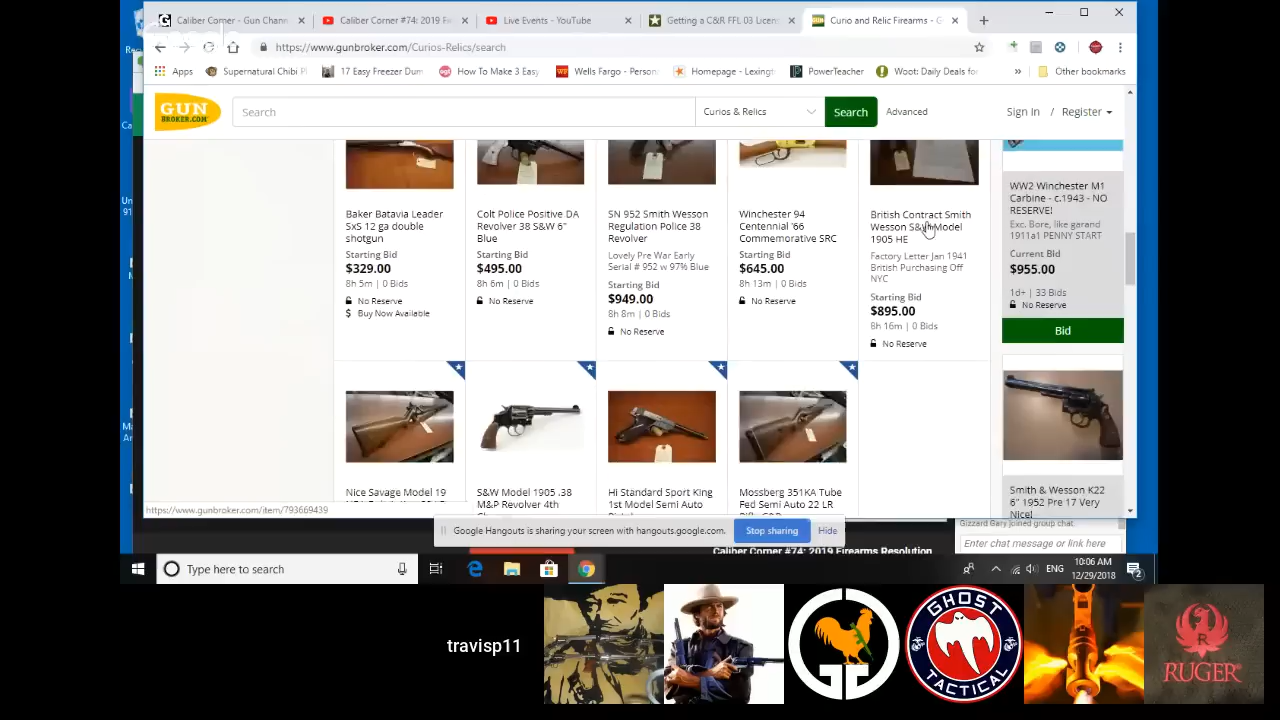 Caliber Corner - Gun Chann
Caliber Corner #74: 2019 F
Live Events - YouTube
Getting a C&R FFL 03 Licen
Curio and Relic Firearms - G
https://www.gunbroker.com/Curios-Relics/search
Apps
Supernatural Chibi P
17 Easy Freezer Dum
How To Make 3 Easy
Wells Fargo - Person
Homepage - Lexingt
PowerTeacher
Woot: Daily Deals for
»
Other bookmarks
GUN
BROKER.COM
Search
Curios & Relics
Search
Advanced
Sign In / Register
Baker Batavia Leader
SxS 12 ga double
shotgun
Starting Bid
$329.00
8h 5m | 0 Bids
No Reserve
$ Buy Now Available
Colt Police Positive DA
Revolver 38 S&W 6"
Blue
Starting Bid
$495.00
8h 6m | 0 Bids
No Reserve
SN 952 Smith Wesson
Regulation Police 38
Revolver
Lovely Pre War Early
Serial # 952 w 97% Blue
Starting Bid
$949.00
8h 8m | 0 Bids
No Reserve
Winchester 94
Centennial '66
Commemorative SRC
Starting Bid
$645.00
8h 13m | 0 Bids
No Reserve
British Contract Smith
Wesson S&W Model
1905 HE
Factory Letter Jan 1941
British Purchasing Off
NYC
Starting Bid
$895.00
8h 16m | 0 Bids
No Reserve
WW2 Winchester M1
Carbine - c.1943 - NO
RESERVE!
Exc. Bore, like garand
1911a1 PENNY START
Current Bid
$955.00
1d+ | 33 Bids
No Reserve
Bid
Nice Savage Model 19
S&W Model 1905 .38
M&P Revolver 4th
Hi Standard Sport King
1st Model Semi Auto
Mossberg 351KA Tube
Fed Semi Auto 22 LR
Smith & Wesson K22
6" 1952 Pre 17 Very
Nice!
https://www.gunbroker.com/item/793669439
Google Hangouts is sharing your screen with hangouts.google.com.
Stop sharing
Hide
Gizzard Gary joined group chat
Enter chat message or link here
Caliber Corner #74: 2019 Firearms Resolution
Type here to search
ENG
10:06 AM
12/29/2018
2
travisp11
GHOST
TACTICAL
R
RUGER